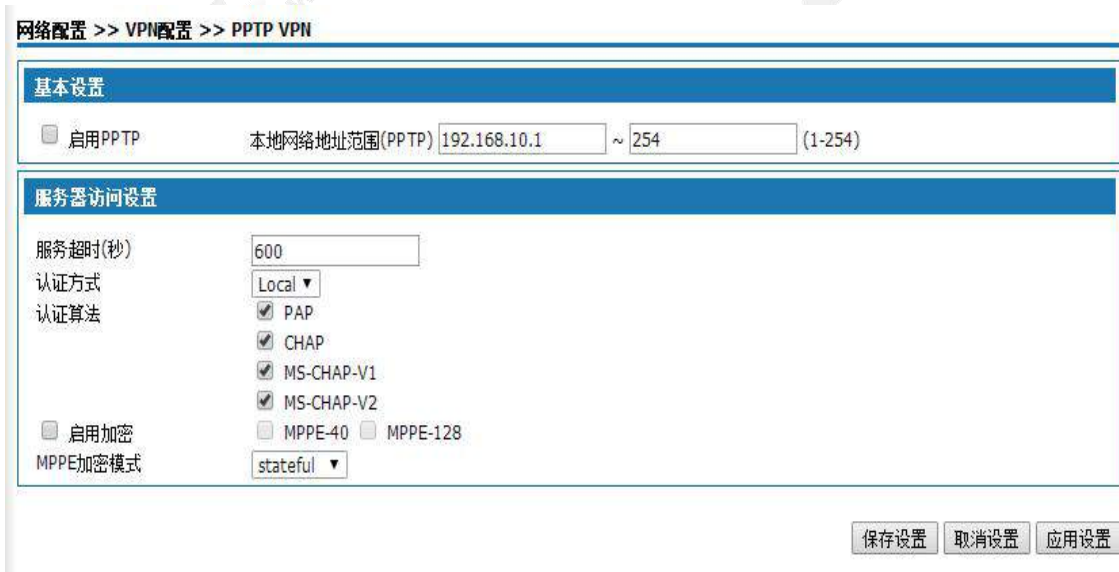 网络配置 >> VPN配置 >> PPTP VPN
基本设置
启用PPTP 本地网络地址范围(PPTP) 192.168.10.1 ~ 254 (1-254)
服务器访问设置
服务超时(秒) 600
认证方式 Local
认证算法 PAP
CHAP
MS-CHAP-V1
MS-CHAP-V2
启用加密 MPPE-40 MPPE-128
MPPE加密模式 stateful
保存设置 取消设置 应用设置